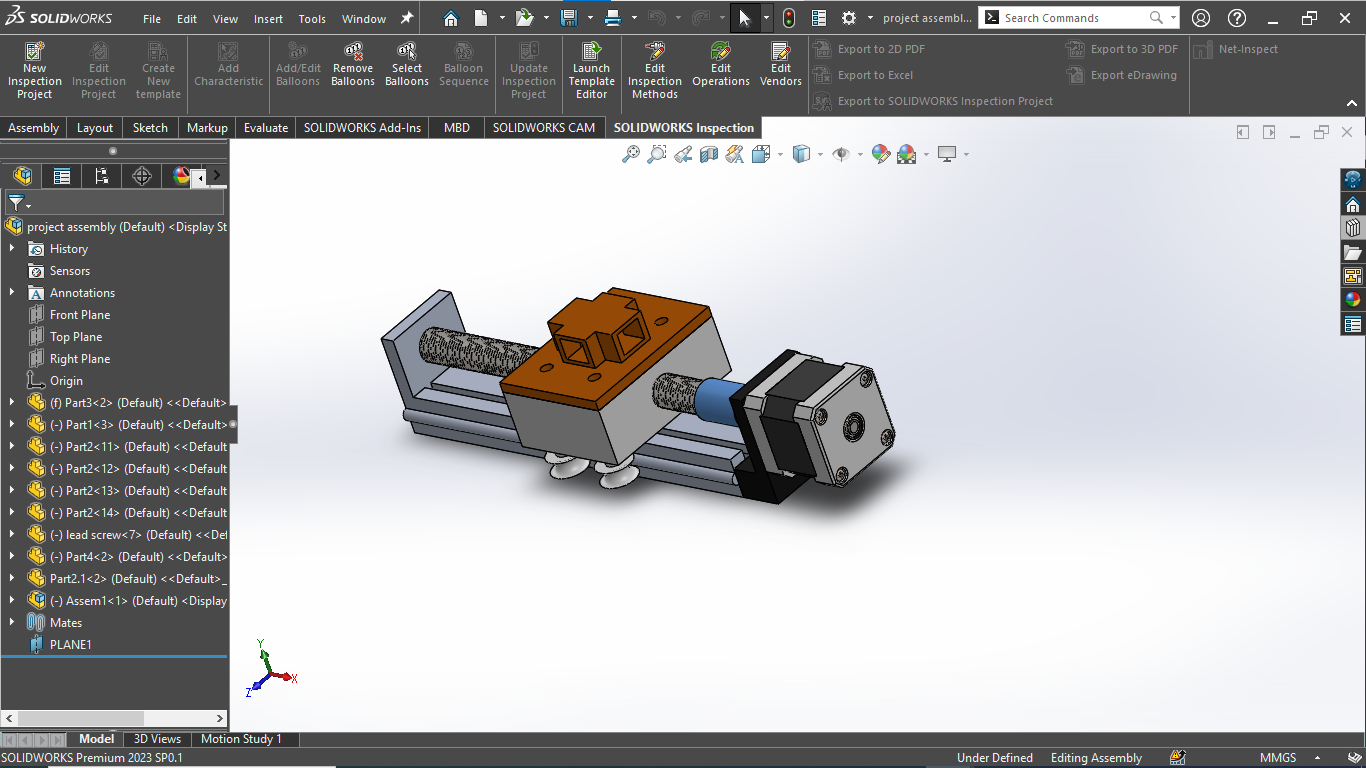 SOLIDWORKS File Edit View Insert Tools Window project assembl... Search Commands
New Inspection Project
Edit Inspection Project
Create New template
Add Characteristic
Add/Edit Balloons
Remove Balloons
Select Balloons
Balloon Sequence
Update Inspection Project
Launch Template Editor
Edit Inspection Methods
Edit Operations
Edit Vendors
Export to 2D PDF
Export to Excel
Export to SOLIDWORKS Inspection Project
Export to 3D PDF
Export eDrawing
Net-Inspect
Assembly Layout Sketch Markup Evaluate SOLIDWORKS Add-Ins MBD SOLIDWORKS CAM SOLIDWORKS Inspection
project assembly (Default) <Display St
History
Sensors
A Annotations
Front Plane
Top Plane
Right Plane
Origin
(f) Part3<2> (Default) <<Default>
(-) Part1<3> (Default) <<Default>
(-) Part2<11> (Default) <<Default
(-) Part2<12> (Default) <<Default
(-) Part2<13> (Default) <<Default
(-) Part2<14> (Default) <<Default
(-) lead screw<7> (Default) <<Def
(-) Part4<2> (Default) <<Default>
Part2.1<2> (Default) <<Default>_
(-) Assem1<1> (Default) <Display
Mates
PLANE1
Y
X
Z
Model 3D Views Motion Study 1
SOLIDWORKS Premium 2023 SP0.1 Under Defined Editing Assembly MMGS